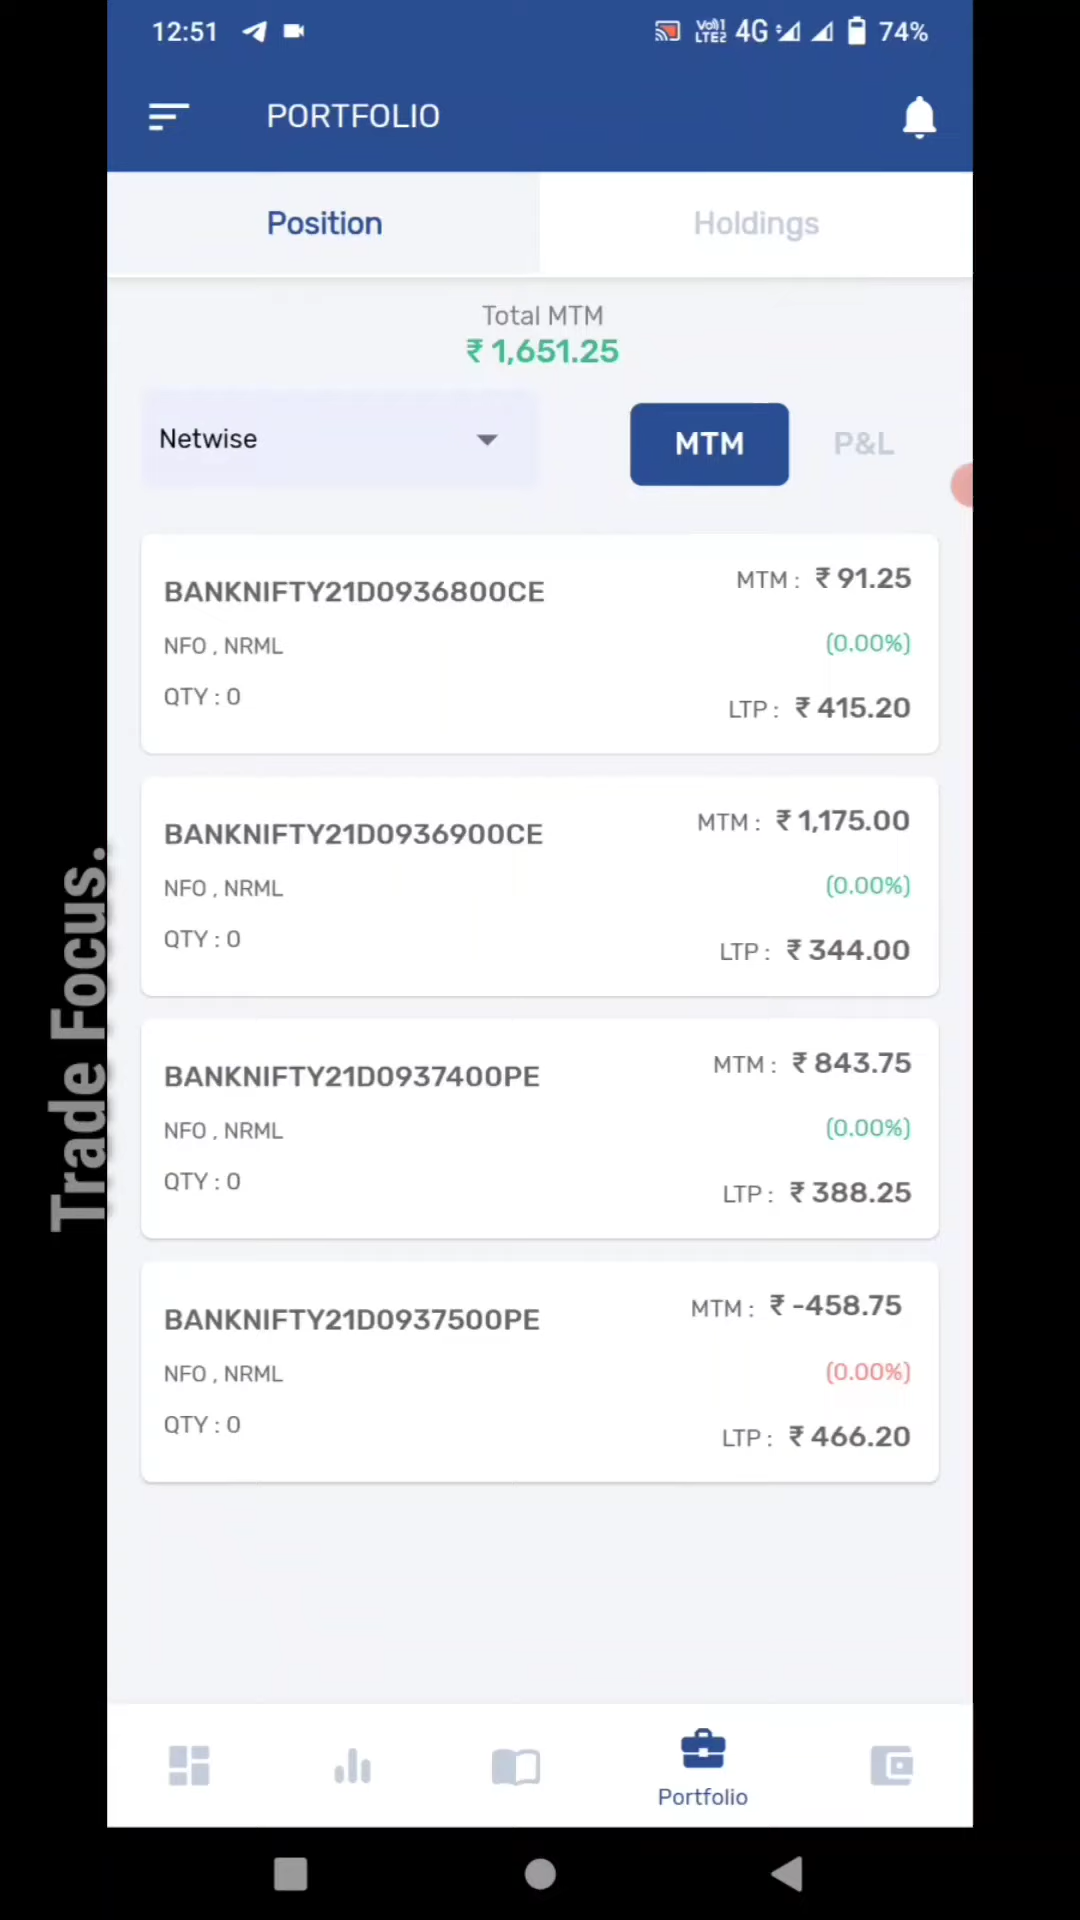 12:51
Vo)) 1 LTE2 4G 74%
PORTFOLIO
Position
Holdings
Total MTM
₹ 1,651.25
Netwise
MTM
P&L
BANKNIFTY21D0936800CE
MTM : ₹ 91.25
NFO , NRML
(0.00%)
QTY : 0
LTP : ₹ 415.20
BANKNIFTY21D0936900CE
MTM : ₹ 1,175.00
NFO , NRML
(0.00%)
QTY : 0
LTP : ₹ 344.00
BANKNIFTY21D0937400PE
MTM : ₹ 843.75
NFO , NRML
(0.00%)
QTY : 0
LTP : ₹ 388.25
BANKNIFTY21D0937500PE
MTM : ₹ -458.75
NFO , NRML
(0.00%)
QTY : 0
LTP : ₹ 466.20
Portfolio
Trade Focus.